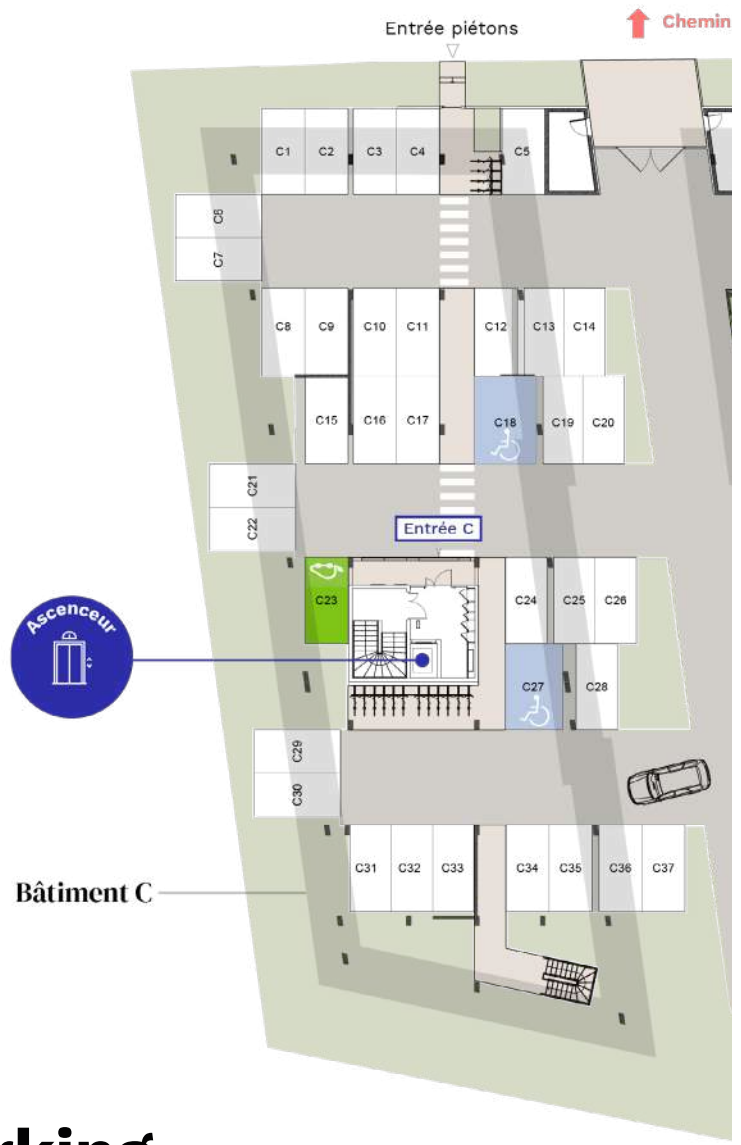 Entrée piétons
Chemin
C1 C2 C3 C4 C5
C6
C7
C8 C9 C10 C11 C12 C13 C14
C15 C16 C17 C18 C19 C20
C21
C22
Entrée C
C23 C24 C25 C26
Ascenceur
C27 C28
C29
C30
C31 C32 C33 C34 C35 C36 C37
Bâtiment C